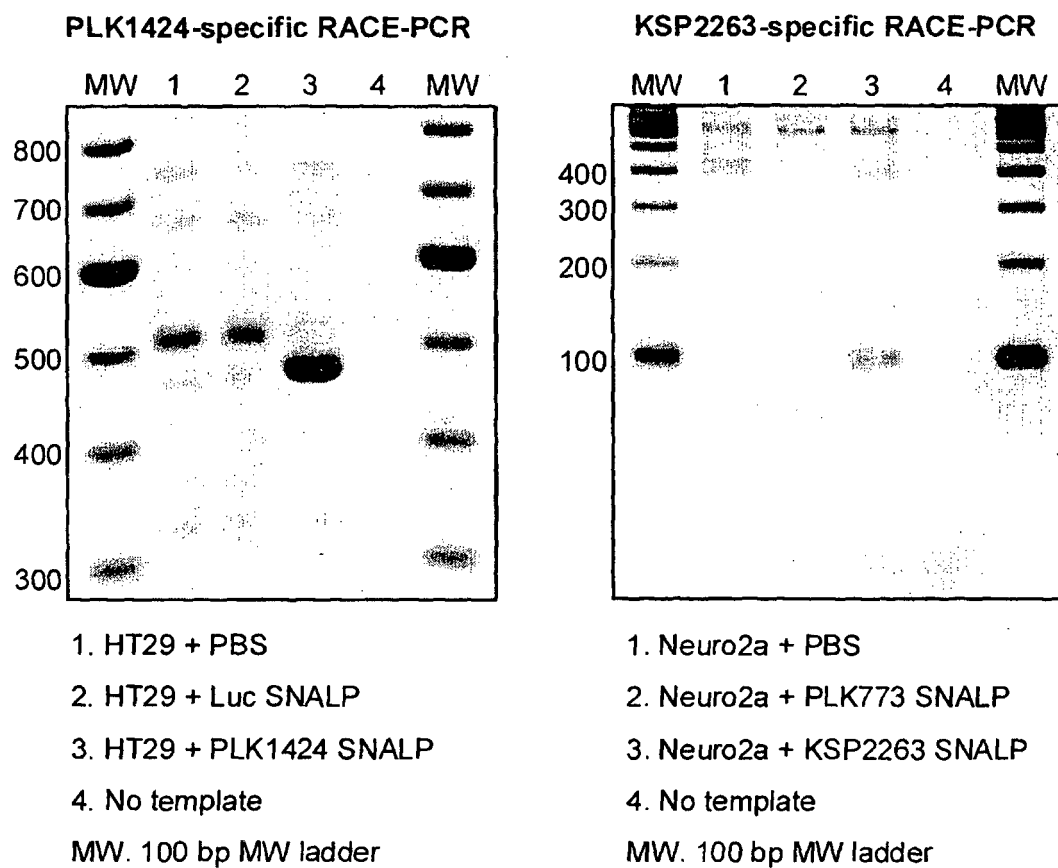 PLK1424-specific RACE-PCR
MW 1 2 3 4 MW
800
700
600
500
400
300
1. HT29 + PBS
2. HT29 + Luc SNALP
3. HT29 + PLK1424 SNALP
4. No template
MW. 100 bp MW ladder
KSP2263-specific RACE-PCR
MW 1 2 3 4 MW
400
300
200
100
1. Neuro2a + PBS
2. Neuro2a + PLK773 SNALP
3. Neuro2a + KSP2263 SNALP
4. No template
MW. 100 bp MW ladder